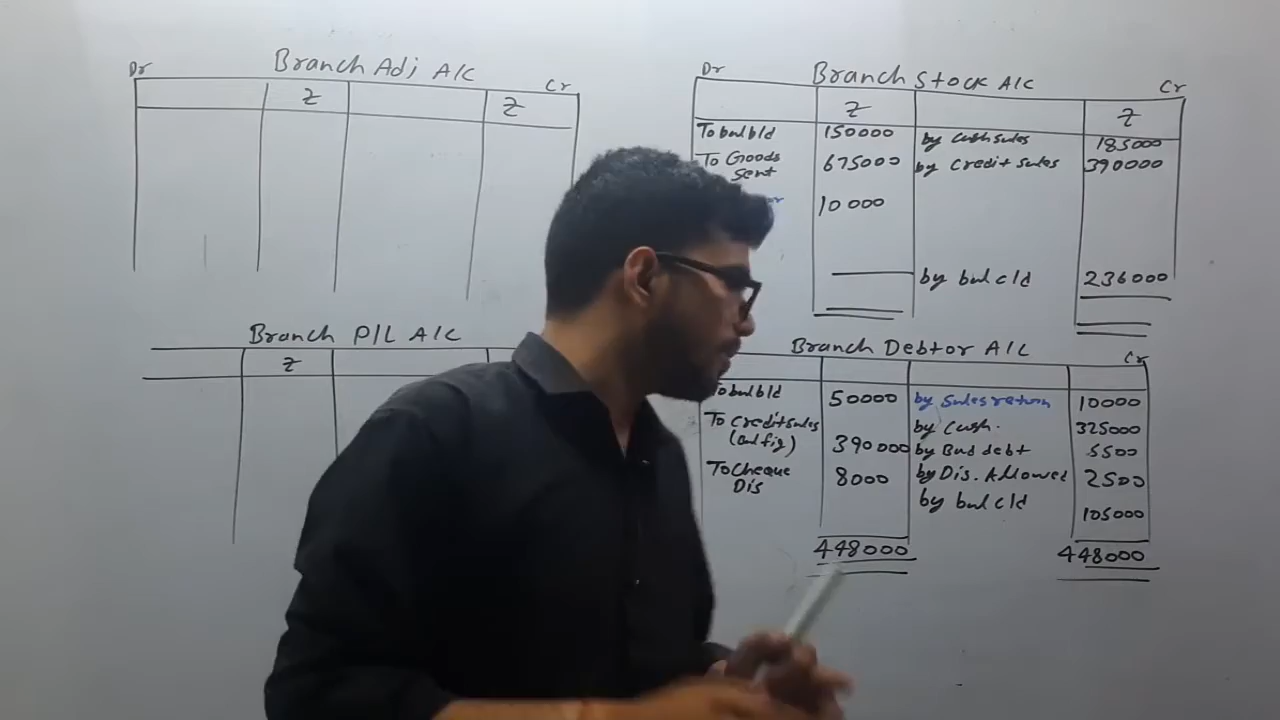 Branch Adj A/C
Dr
Cr
Z
Z
Branch Stock A/C
Dr
Cr
Z
Z
To bal b/d 150000 by Cash sales 185000
To Goods Sent 675000 by Credit sales 390000
10000
by bal c/d 236000
Branch P/L A/C
Z
Branch Debtor A/C
Cr
To bal b/d 50000 by Sales return 10000
To Credit sales by Cash. 325000
(bal fig) 390000 by Bad debt 5500
To Cheque 8000 by Dis. Allowed 2500
Dis by bal c/d 105000
448000 448000